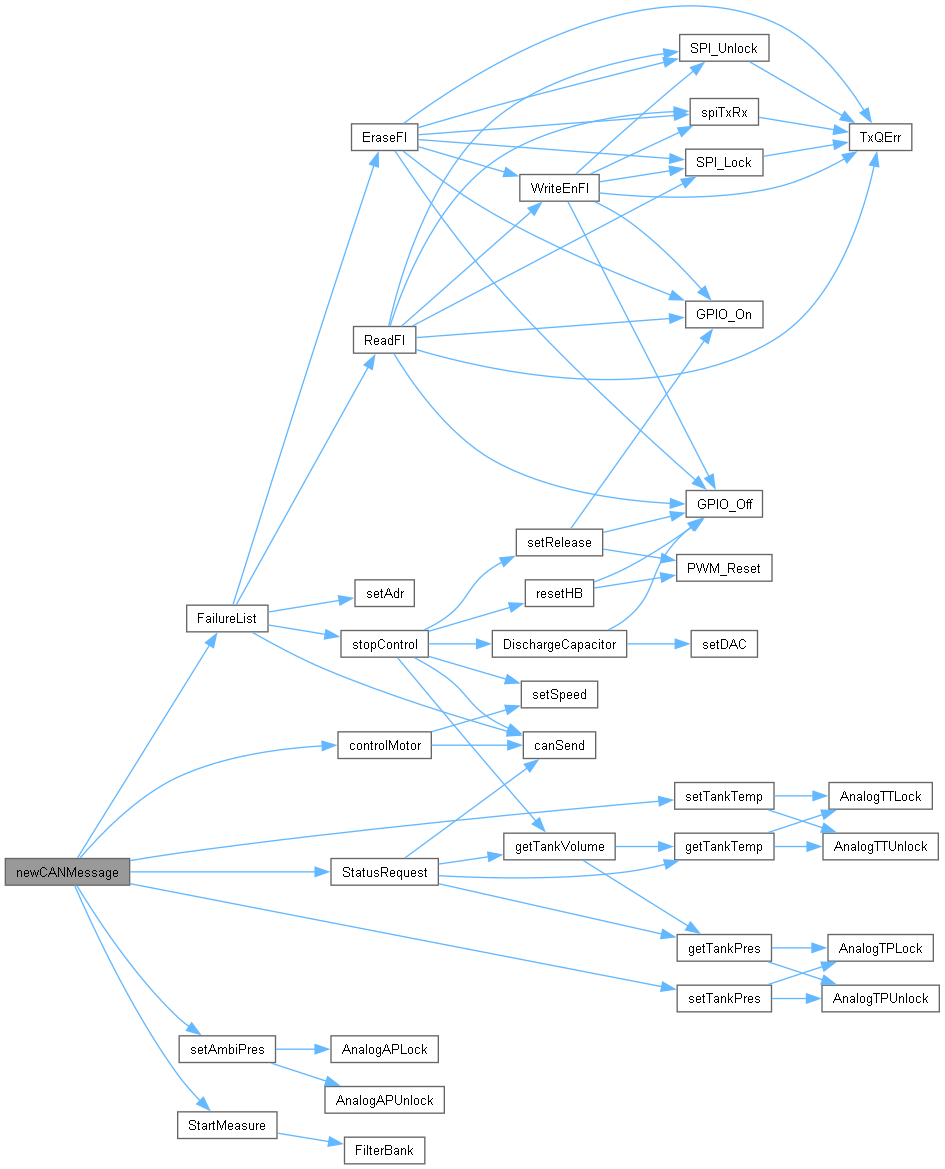 SPI_Unlock
spiTxRx
EraseFl
TxQErr
SPI_Lock
WriteEnFl
GPIO_On
ReadFl
GPIO_Off
setRelease
PWM_Reset
setAdr
resetHB
FailureList
stopControl
DischargeCapacitor
setDAC
setSpeed
controlMotor
canSend
setTankTemp
AnalogTTLock
getTankVolume
getTankTemp
AnalogTTUnlock
newCANMessage
StatusRequest
getTankPres
AnalogTPLock
setTankPres
AnalogTPUnlock
setAmbiPres
AnalogAPLock
AnalogAPUnlock
StartMeasure
FilterBank